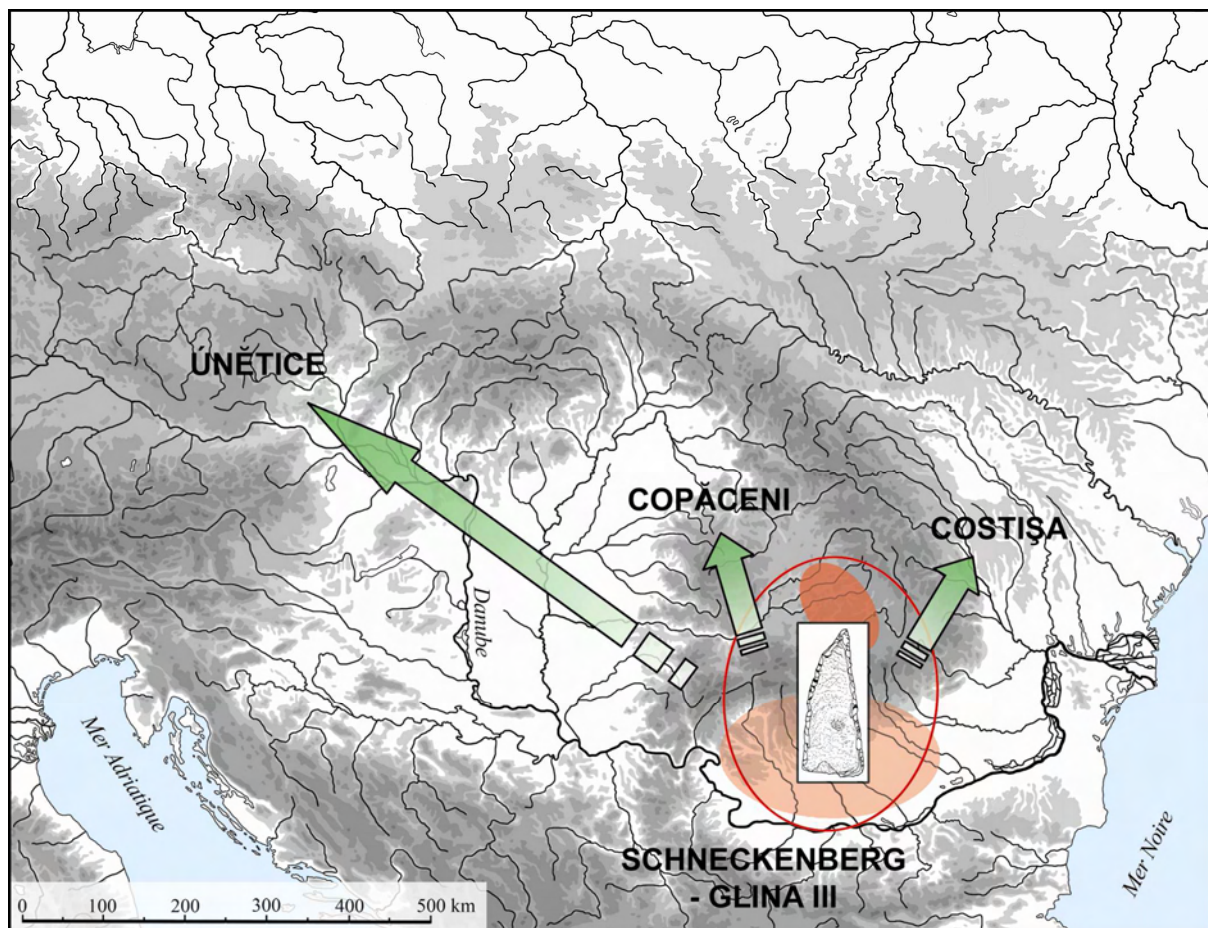 ÚNĚTICE
COPĂCENI
COSTIŞA
Danube
Mer Adriatique
Mer Noire
SCHNECKENBERG
- GLINA III
0 100 200 300 400 500 km